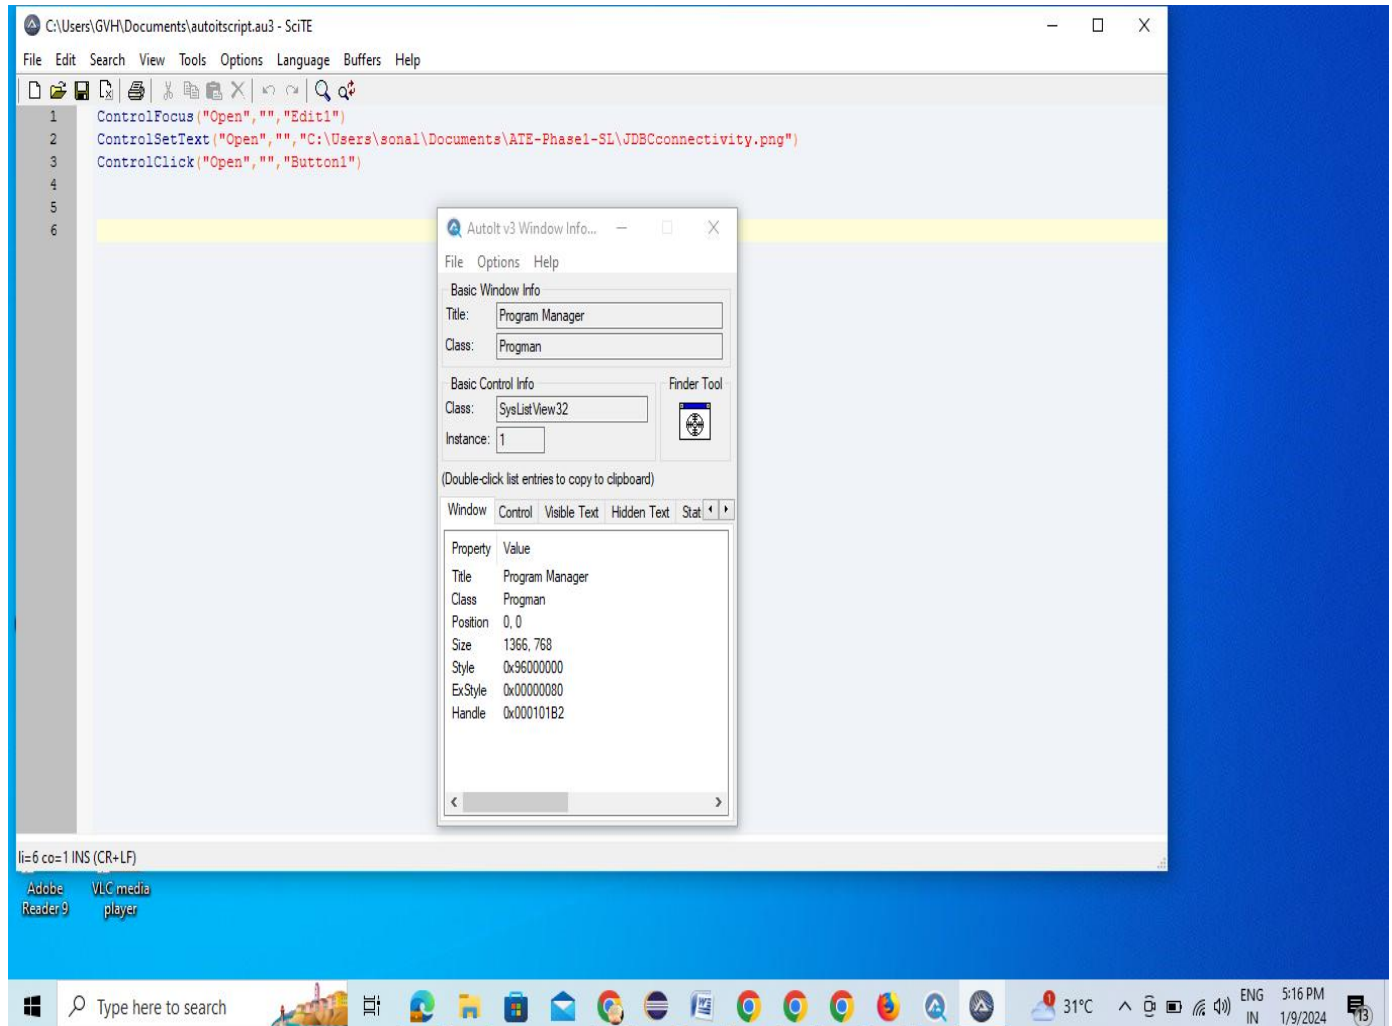 C:\Users\GVH\Documents\autoitscript.au3 - SciTE
File Edit Search View Tools Options Language Buffers Help
1 ControlFocus("Open","","Edit1")
2 ControlSetText("Open","","C:\Users\sonal\Documents\ATE-Phase1-SL\JDBCconnectivity.png")
3 ControlClick("Open","","Button1")
4
5
6
AutoIt v3 Window Info...
File Options Help
Basic Window Info
Title: Program Manager
Class: Progman
Basic Control Info
Finder Tool
Class: SysListView32
Instance: 1
(Double-click list entries to copy to clipboard)
Window Control Visible Text Hidden Text Stat
Property Value
Title Program Manager
Class Progman
Position 0, 0
Size 1366, 768
Style 0x96000000
ExStyle 0x00000080
Handle 0x000101B2
li=6 co=1 INS (CR+LF)
Adobe Reader 9
VLC media player
Type here to search
31°C
ENG
IN
5:16 PM
1/9/2024
13